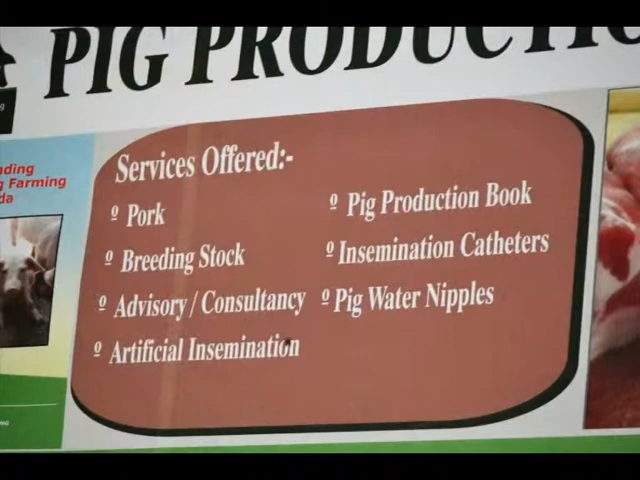 PIG PRODUCTIO
nding
g Farming
da
Services Offered:-
º Pork
º Breeding Stock
º Advisory / Consultancy
º Artificial Insemination
º Pig Production Book
º Insemination Catheters
º Pig Water Nipples